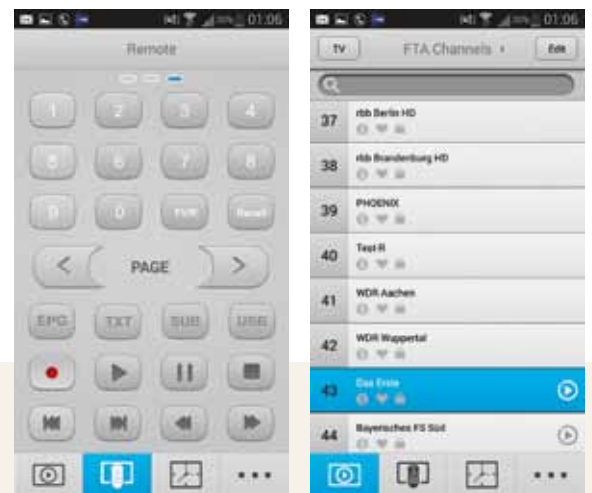 01:06
Remote
1 2 3 4
5 6 7 8
9 0 TV/R Recall
< PAGE >
EPG TXT SUB USB
01:06
TV FTA Channels Edit
37 rbb Berlin HD
38 rbb Brandenburg HD
39 PHOENIX
40 Test-R
41 WDR Aachen
42 WDR Wuppertal
43 Das Erste
44 Bayerisches FS Süd